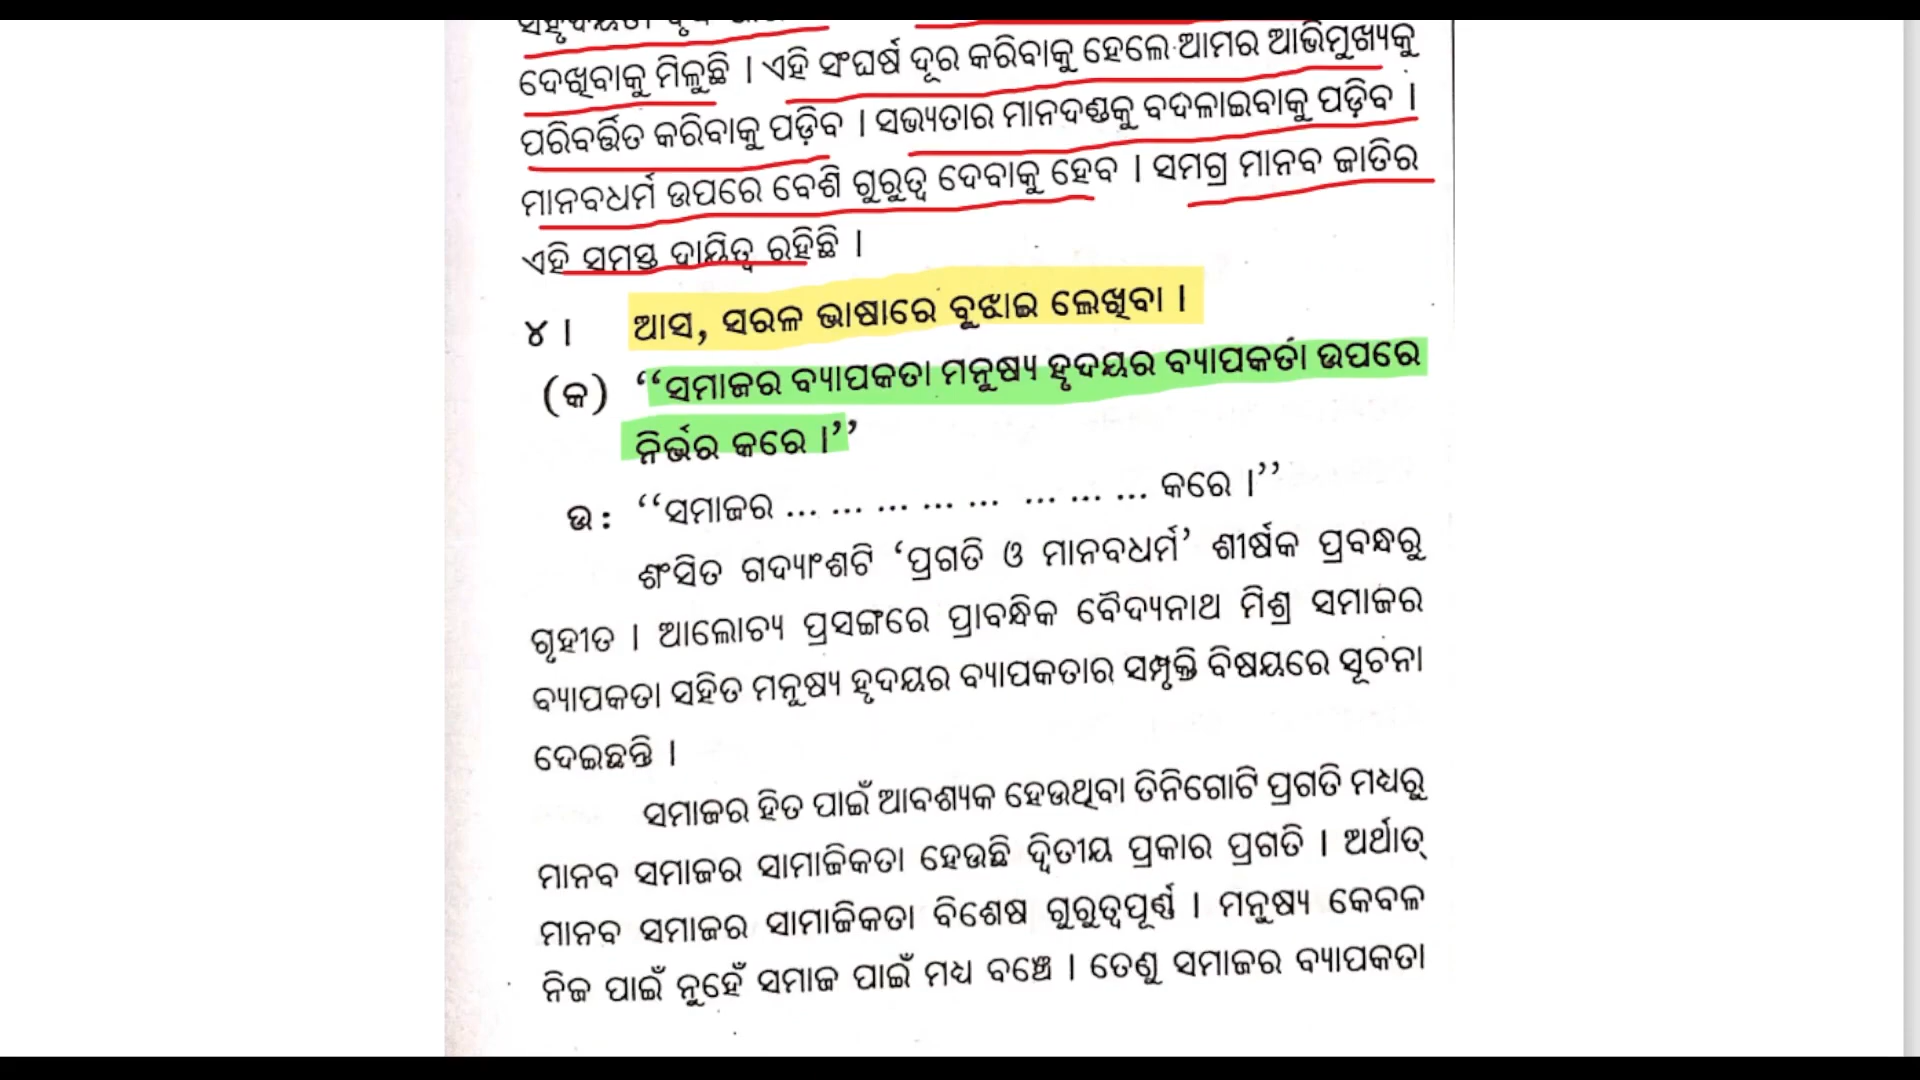 ଦେଖିବାକୁ ମିଳୁଛି । ଏହି ସଂଘର୍ଷ ଦୂର କରିବାକୁ ହେଲେ ଆମର ଆଭିମୁଖ୍ୟକୁ
ପରିବର୍ତ୍ତିତ କରିବାକୁ ପଡ଼ିବ । ସଭ୍ୟତାର ମାନଦଣ୍ଡକୁ ବଦଳାଇବାକୁ ପଡ଼ିବ ।
ମାନବଧର୍ମ ଉପରେ ବେଶି ଗୁରୁତ୍ୱ ଦେବାକୁ ହେବ । ସମଗ୍ର ମାନବ ଜାତିର
ଏହି ସମସ୍ତ ଦାୟିତ୍ୱ ରହିଛି ।
୪ । ଆସ, ସରଳ ଭାଷାରେ ବୁଝାଇ ଲେଖିବା ।
(କ) ‘‘ସମାଜର ବ୍ୟାପକତା ମନୁଷ୍ୟ ହୃଦୟର ବ୍ୟାପକତା ଉପରେ
ନିର୍ଭର କରେ ।’’
ଉ : ‘‘ସମାଜର ... ... ... ... ... ... ... ... କରେ ।’’
ଶଂସିତ ଗଦ୍ୟାଂଶଟି ‘ପ୍ରଗତି ଓ ମାନବଧର୍ମ’ ଶୀର୍ଷକ ପ୍ରବନ୍ଧରୁ
ଗୃହୀତ । ଆଲୋଚ୍ୟ ପ୍ରସଙ୍ଗରେ ପ୍ରାବନ୍ଧିକ ବୈଦ୍ୟନାଥ ମିଶ୍ର ସମାଜର
ବ୍ୟାପକତା ସହିତ ମନୁଷ୍ୟ ହୃଦୟର ବ୍ୟାପକତାର ସମ୍ପୃକ୍ତି ବିଷୟରେ ସୂଚନା
ଦେଇଛନ୍ତି ।
ସମାଜର ହିତ ପାଇଁ ଆବଶ୍ୟକ ହେଉଥିବା ତିନିଗୋଟି ପ୍ରଗତି ମଧ୍ୟରୁ
ମାନବ ସମାଜର ସାମାଜିକତା ହେଉଛି ଦ୍ୱିତୀୟ ପ୍ରକାର ପ୍ରଗତି । ଅର୍ଥାତ୍
ମାନବ ସମାଜର ସାମାଜିକତା ବିଶେଷ ଗୁରୁତ୍ୱପୂର୍ଣ୍ଣ । ମନୁଷ୍ୟ କେବଳ
ନିଜ ପାଇଁ ନୁହେଁ ସମାଜ ପାଇଁ ମଧ୍ୟ ବଞ୍ଚେ । ତେଣୁ ସମାଜର ବ୍ୟାପକତା